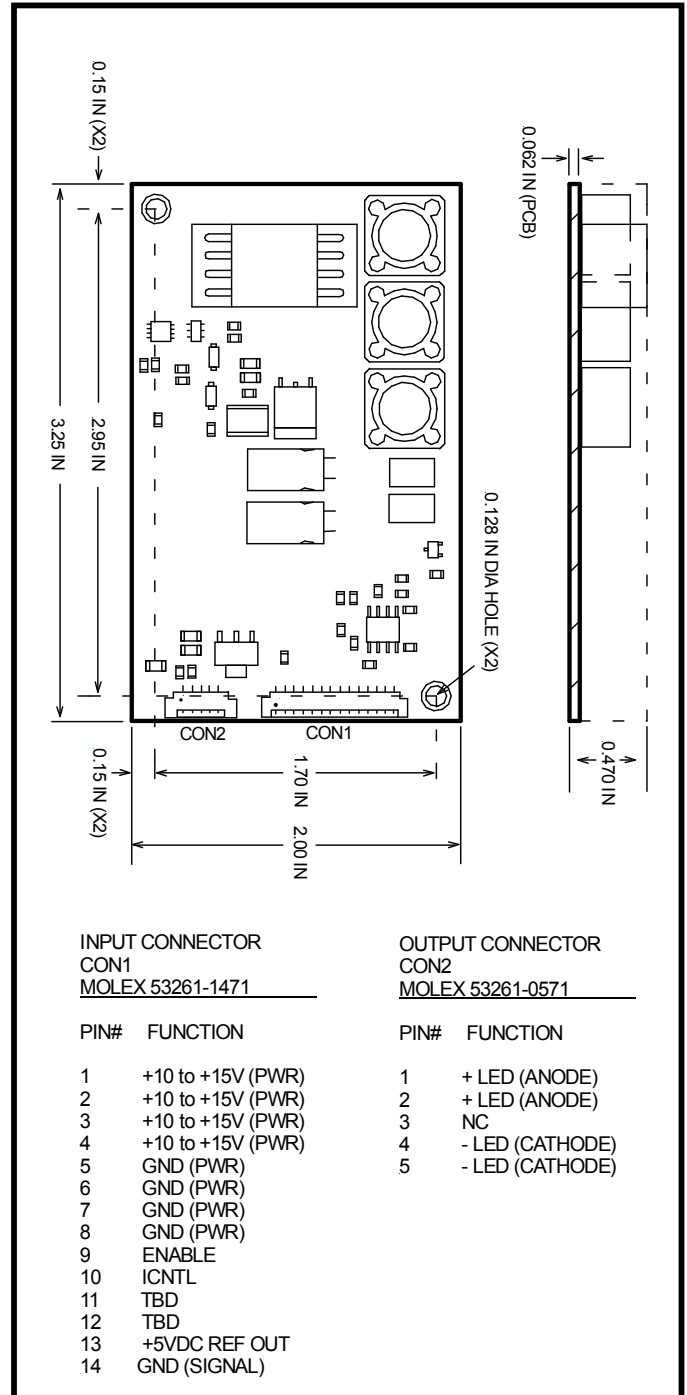 0.15 IN (X2)
0.062 IN (PCB)
3.25 IN
2.95 IN
0.128 IN DIA HOLE (X2)
CON2
CON1
0.15 IN (X2)
1.70 IN
2.00 IN
0.470 IN
INPUT CONNECTOR
CON1
MOLEX 53261-1471
PIN# FUNCTION
1 +10 to +15V (PWR)
2 +10 to +15V (PWR)
3 +10 to +15V (PWR)
4 +10 to +15V (PWR)
5 GND (PWR)
6 GND (PWR)
7 GND (PWR)
8 GND (PWR)
9 ENABLE
10 ICNTL
11 TBD
12 TBD
13 +5VDC REF OUT
14 GND (SIGNAL)
OUTPUT CONNECTOR
CON2
MOLEX 53261-0571
PIN# FUNCTION
1 + LED (ANODE)
2 + LED (ANODE)
3 NC
4 - LED (CATHODE)
5 - LED (CATHODE)